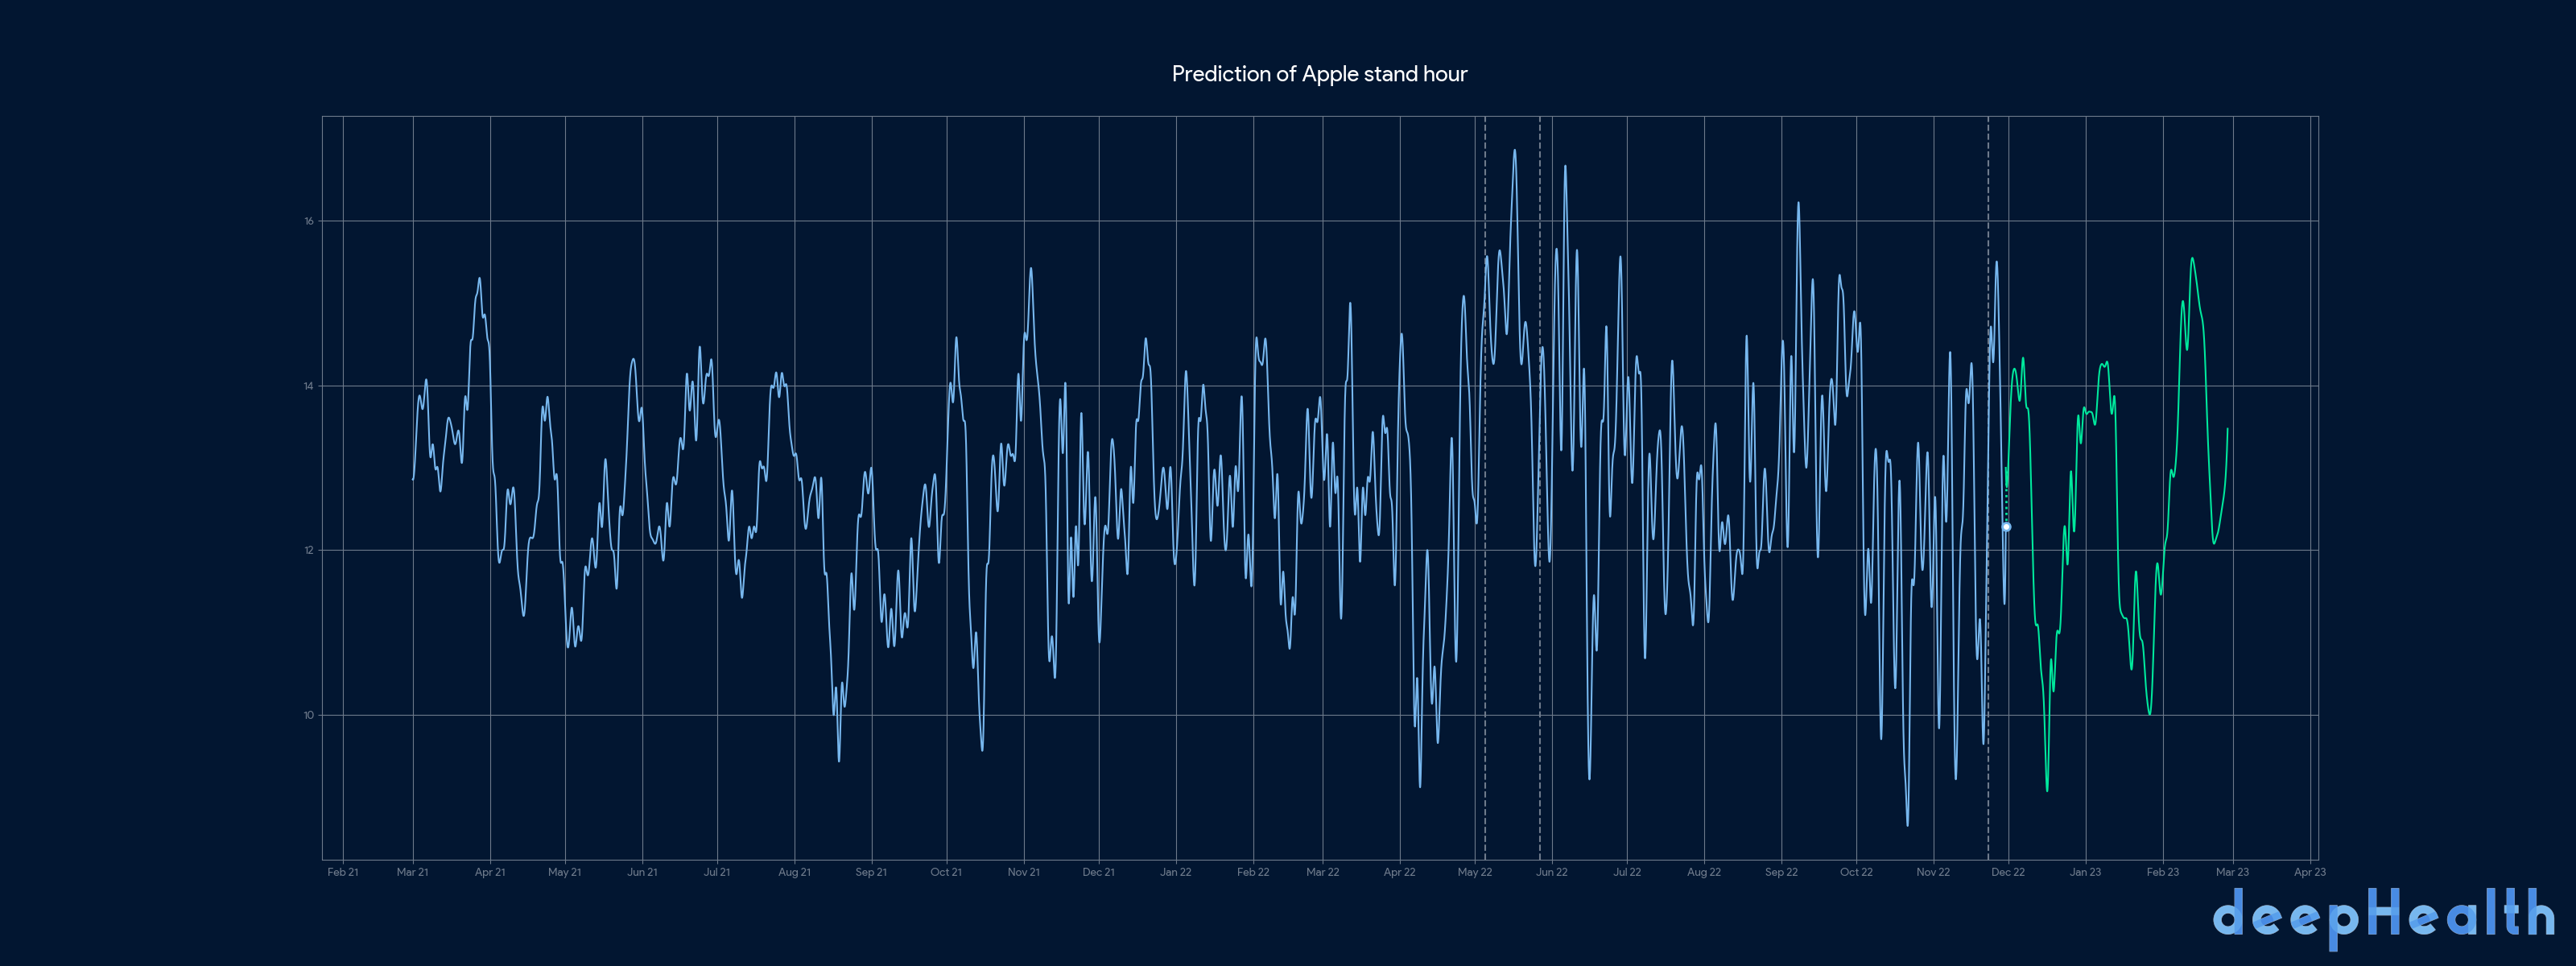 Prediction of Apple stand hour
16
14
12
10
Feb 21 Mar 21 Apr 21 May 21 Jun 21 Jul 21 Aug 21 Sep 21 Oct 21 Nov 21 Dec 21 Jan 22 Feb 22 Mar 22 Apr 22 May 22 Jun 22 Jul 22 Aug 22 Sep 22 Oct 22 Nov 22 Dec 22 Jan 23 Feb 23 Mar 23 Apr 23
deepHealth